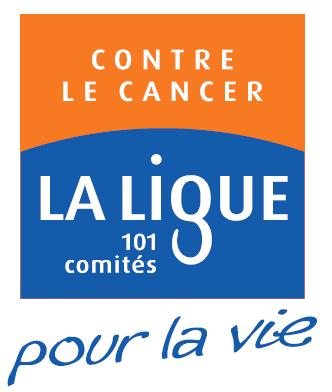 CONTRE
LE CANCER
LA LIGUE
101
comités
pour la vie